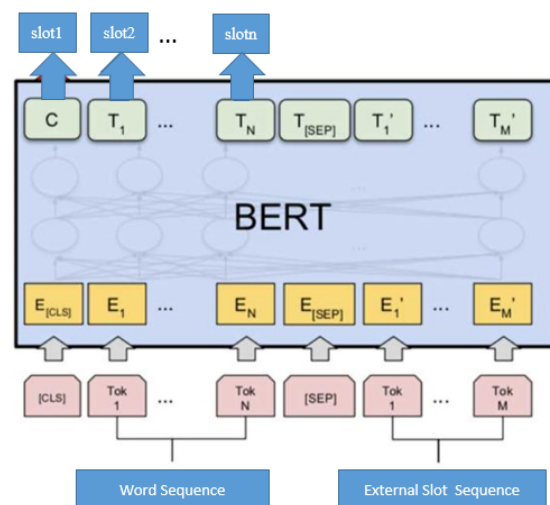 slot1 slot2 ... slotn
C T1 ... TN T[SEP] T1' ... TM'
...
BERT
...
E[CLS] E1 ... EN E[SEP] E1' ... EM'
[CLS] Tok 1 ... Tok N [SEP] Tok 1 ... Tok M
Word Sequence External Slot Sequence